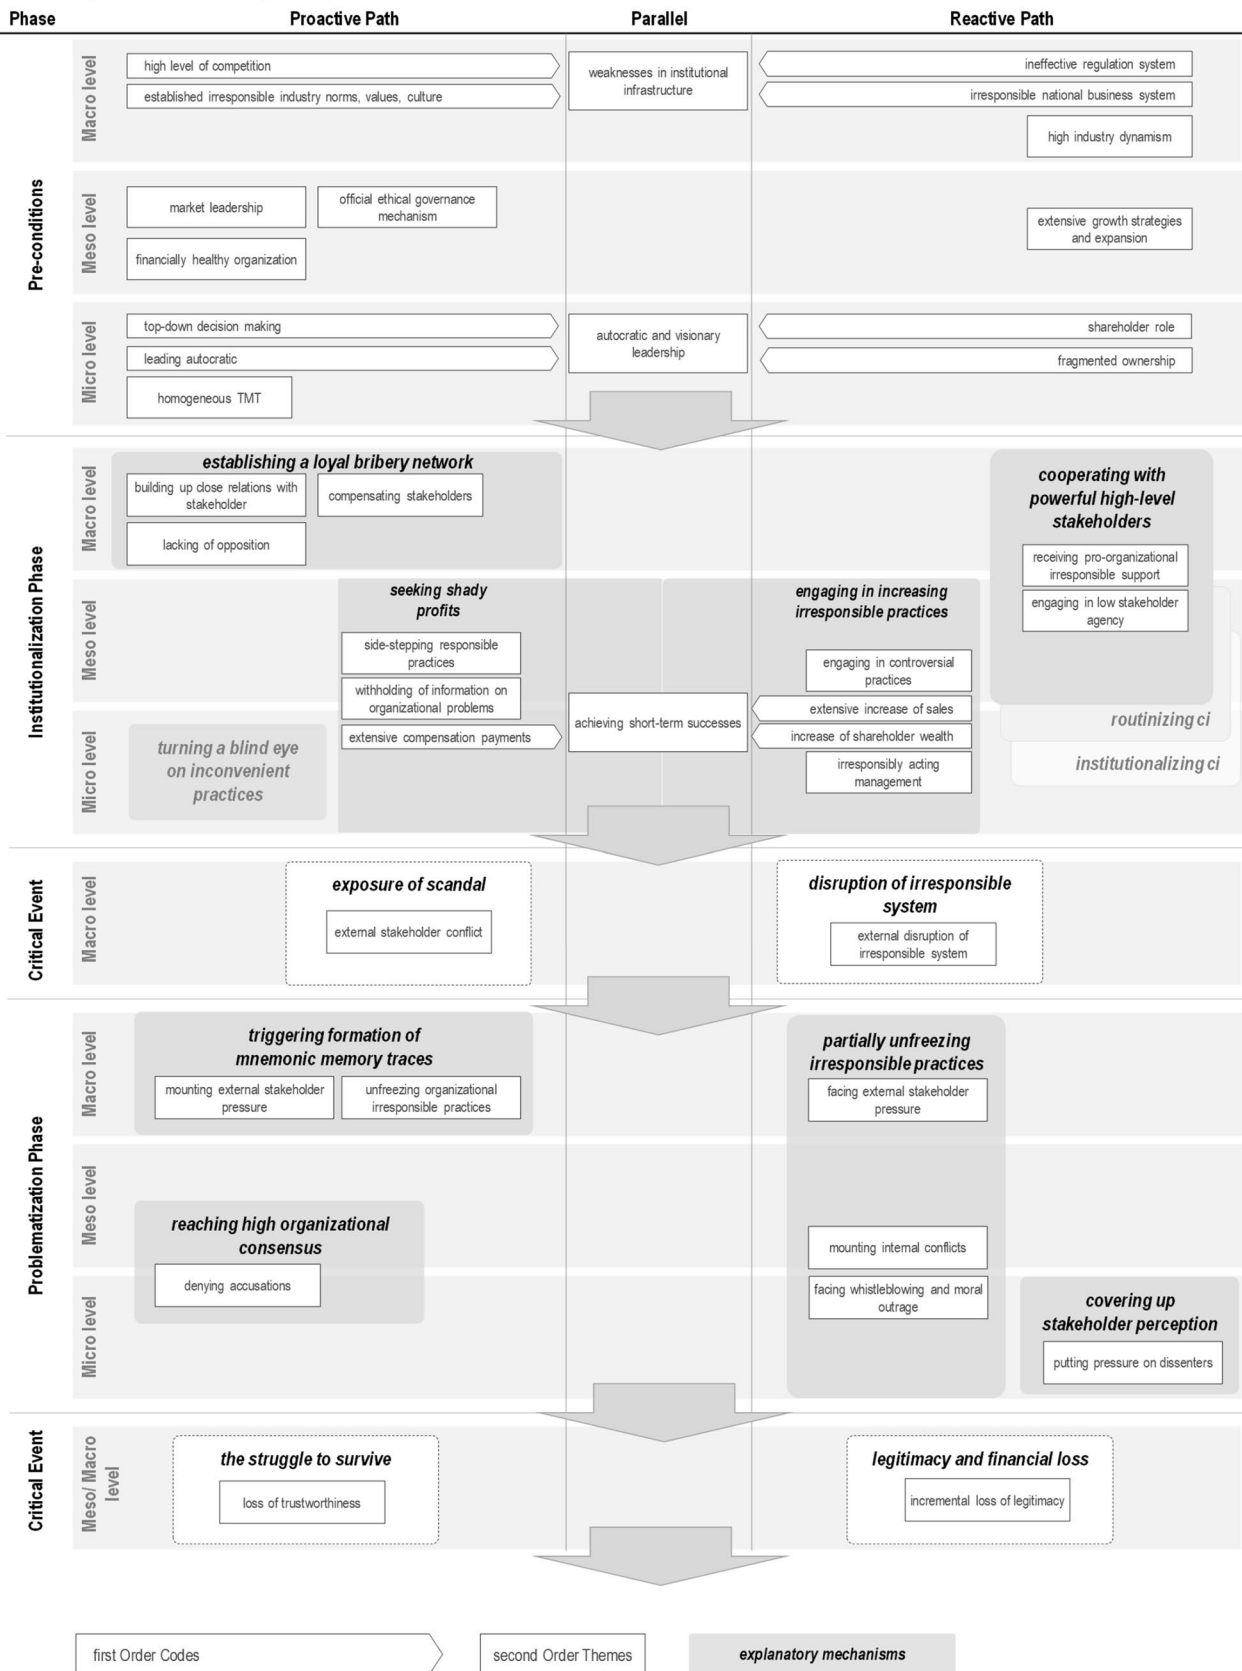 Phase
Proactive Path
Parallel
Reactive Path
Pre-conditions
Macro level
high level of competition
established irresponsible industry norms, values, culture
weaknesses in institutional
infrastructure
ineffective regulation system
irresponsible national business system
high industry dynamism
Meso level
market leadership
official ethical governance
mechanism
financially healthy organization
extensive growth strategies
and expansion
Micro level
top-down decision making
leading autocratic
homogeneous TMT
autocratic and visionary
leadership
shareholder role
fragmented ownership
Institutionalization Phase
Macro level
establishing a loyal bribery network
building up close relations with
stakeholder
compensating stakeholders
lacking of opposition
cooperating with
powerful high-level
stakeholders
receiving pro-organizational
irresponsible support
engaging in low stakeholder
agency
Meso level
seeking shady
profits
side-stepping responsible
practices
withholding of information on
organizational problems
extensive compensation payments
achieving short-term successes
engaging in increasing
irresponsible practices
engaging in controversial
practices
extensive increase of sales
increase of shareholder wealth
irresponsibly acting
management
routinizing ci
institutionalizing ci
Micro level
turning a blind eye
on inconvenient
practices
Critical Event
Macro level
exposure of scandal
external stakeholder conflict
disruption of irresponsible
system
external disruption of
irresponsible system
Problematization Phase
Macro level
triggering formation of
mnemonic memory traces
mounting external stakeholder
pressure
unfreezing organizational
irresponsible practices
partially unfreezing
irresponsible practices
facing external stakeholder
pressure
Meso level
reaching high organizational
consensus
denying accusations
mounting internal conflicts
facing whistleblowing and moral
outrage
Micro level
covering up
stakeholder perception
putting pressure on dissenters
Critical Event
Meso/ Macro
level
the struggle to survive
loss of trustworthiness
legitimacy and financial loss
incremental loss of legitimacy
first Order Codes
second Order Themes
explanatory mechanisms